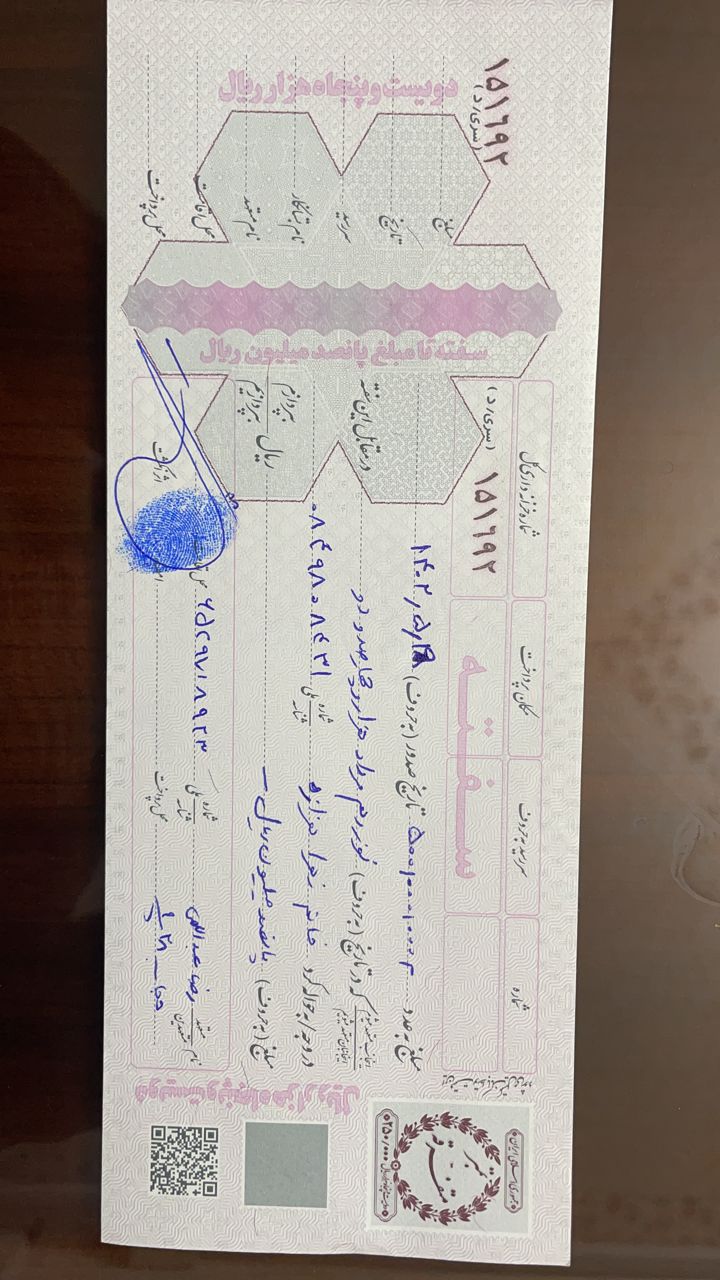 جمهوری اسلامی ایران
تمبر
متفرقه
۲۵۰/۰۰۰ دویست و پنجاه هزار ریال
شماره
سررسید به حروف
مکان پرداخت
شماره خزانه داری کل
سفته
۱۵۱۶۹۲ (سری/د)
مبلغ به عدد ۵۰۰٫۰۰۰٫۰۰۰ تاریخ صدور (به حروف) ۱۴۰۲٫۵٫
اینجانب متعهد میشوم
اینجانبان متعهد میشویم
که در تاریخ (به حروف) نوزدهم مرداد هزار و چهارصد و دو در مقابل این سفته
در وجه/به حواله کرد خانم زهرا هزاره شماره شناسه ملی ۰۸۴۹۸۰۸۴۳۱ بپردازم
مبلغ (به حروف) پانصد میلیون ریال ریال بپردازیم
نام متعهد متعهدین رضا عبداللهی شماره شناسه ملی ۶۵۲۹۷۱۸۹۲۳ محل اقامت
محل پرداخت
اثر انگشت
دویست و پنجاه هزار ریال
سفته تا مبلغ پانصد میلیون ریال
۱۵۱۶۹۲
(سری/د)
مبلغ
تاریخ
سررسید
نام بستانکار
نام متعهد
محل اقامت
محل پرداخت
دویست و پنجاه هزار ریال